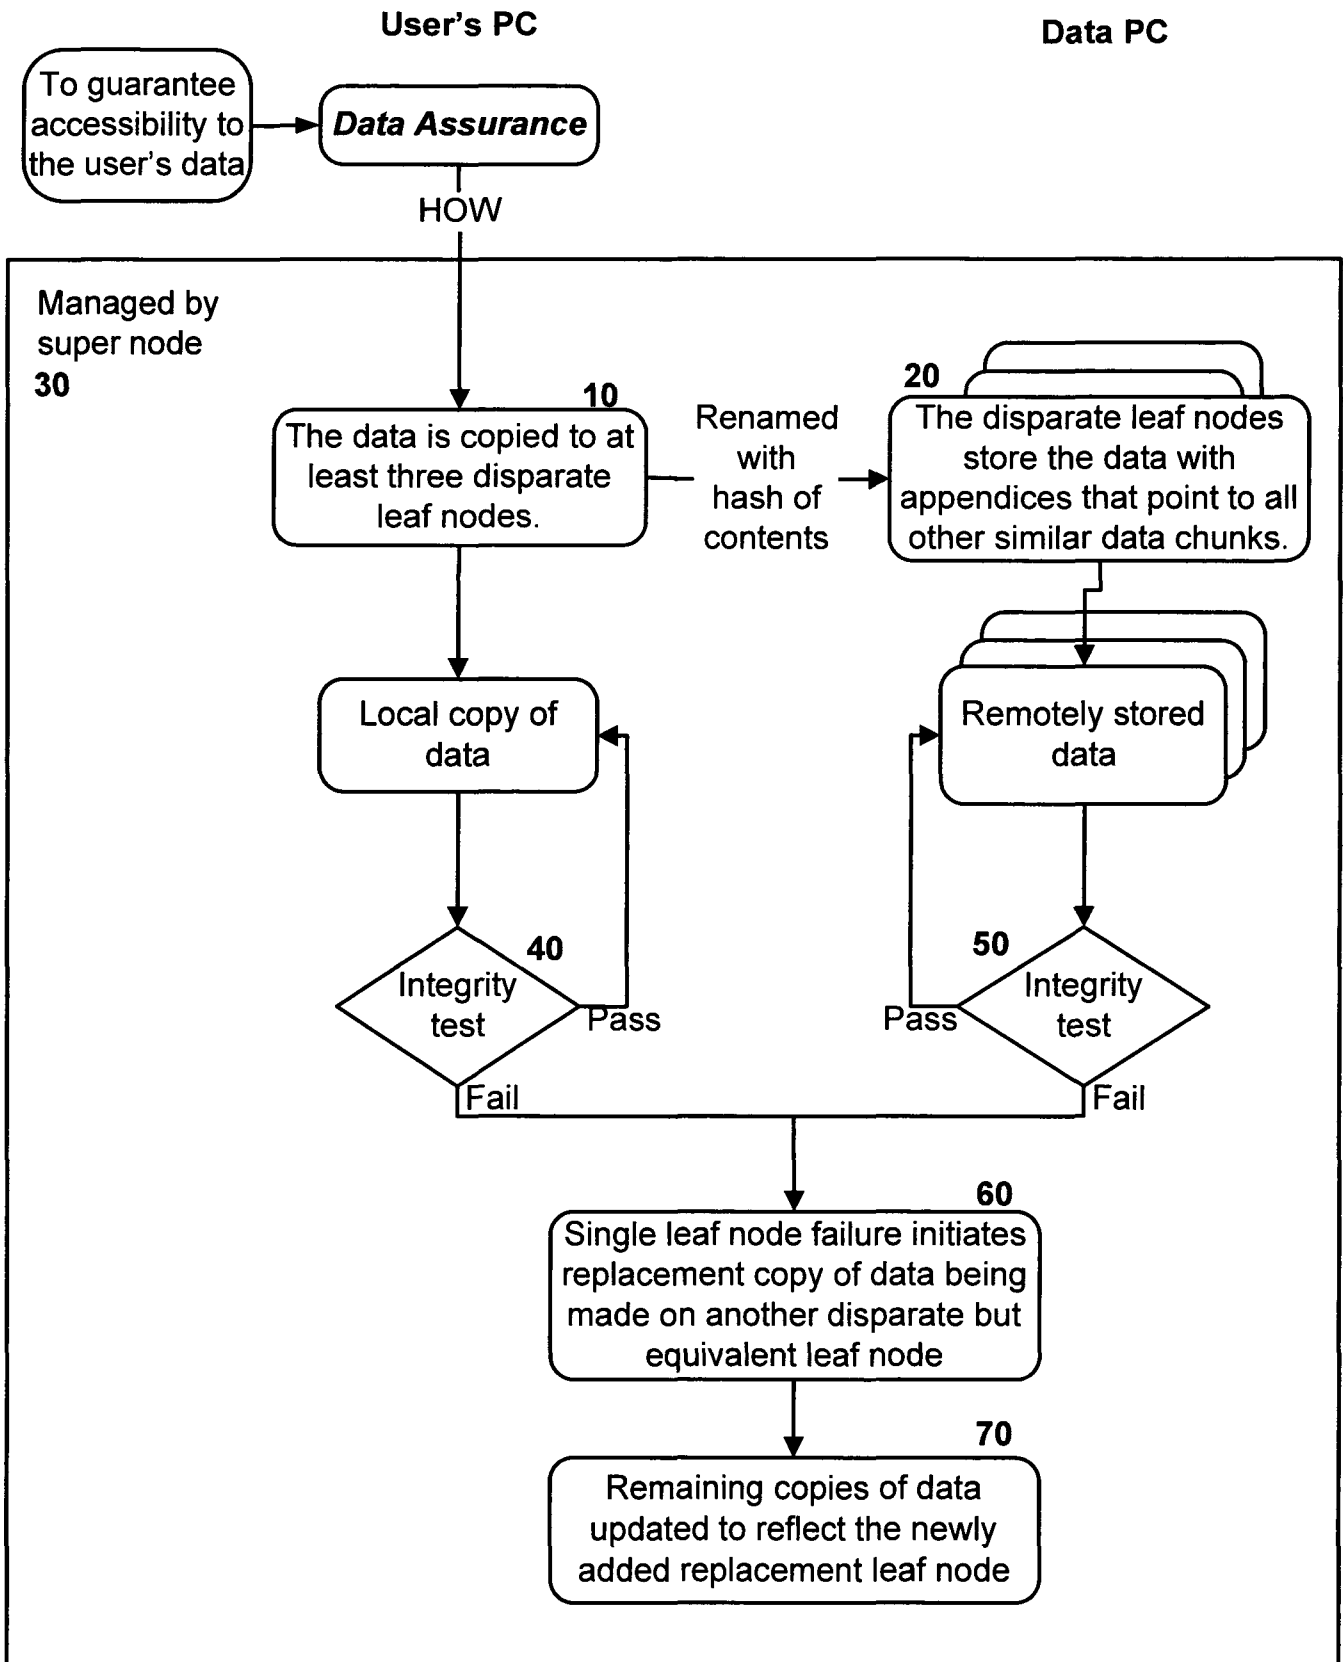 User's PC
Data PC
To guarantee
accessibility to
the user's data
Data Assurance
HOW
Managed by
super node
30
10
The data is copied to at
least three disparate
leaf nodes.
Renamed
with
hash of
contents
20
The disparate leaf nodes
store the data with
appendices that point to all
other similar data chunks.
Local copy of
data
Remotely stored
data
40
Integrity
test
Pass
Fail
50
Integrity
test
Pass
Fail
60
Single leaf node failure initiates
replacement copy of data being
made on another disparate but
equivalent leaf node
70
Remaining copies of data
updated to reflect the newly
added replacement leaf node